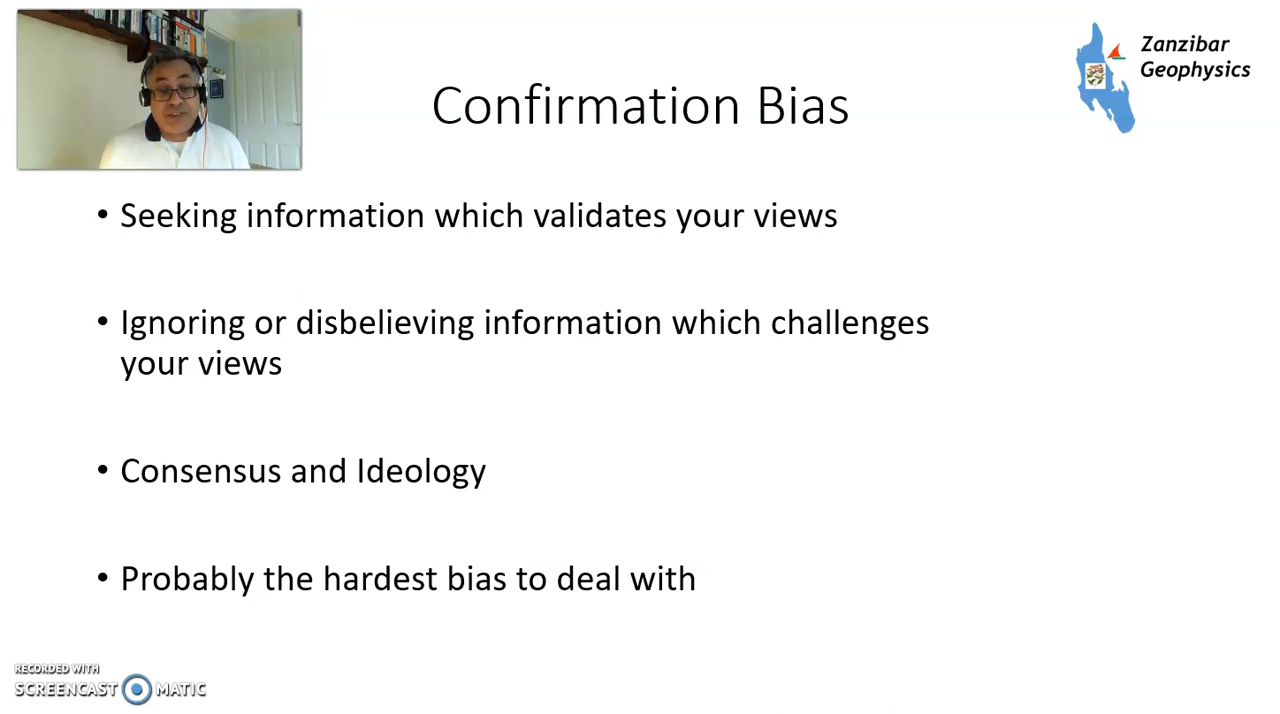 Zanzibar
Geophysics
Confirmation Bias
• Seeking information which validates your views
• Ignoring or disbelieving information which challenges
your views
• Consensus and Ideology
• Probably the hardest bias to deal with
RECORDED WITH
SCREENCAST MATIC